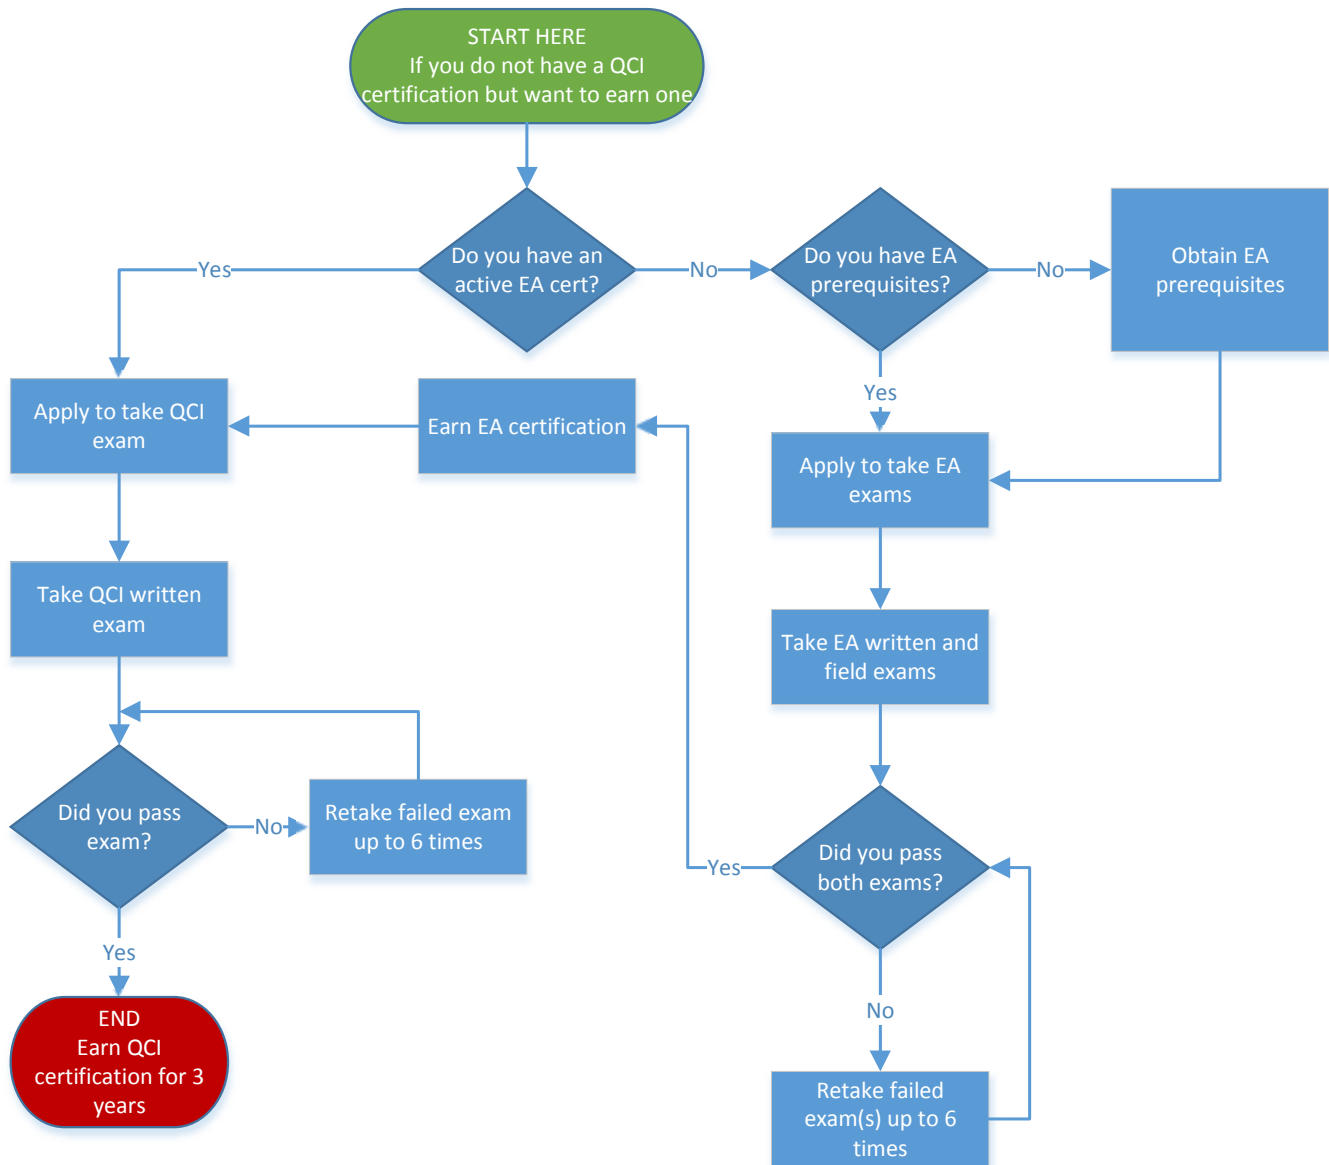 START HERE
If you do not have a QCI
certification but want to earn one
Do you have an
active EA cert?
Yes
No
Do you have EA
prerequisites?
No
Obtain EA
prerequisites
Yes
Apply to take QCI
exam
Earn EA certification
Apply to take EA
exams
Take QCI written
exam
Take EA written and
field exams
Did you pass
exam?
No
Retake failed exam
up to 6 times
Yes
Did you pass
both exams?
Yes
No
END
Earn QCI
certification for 3
years
Retake failed
exam(s) up to 6
times